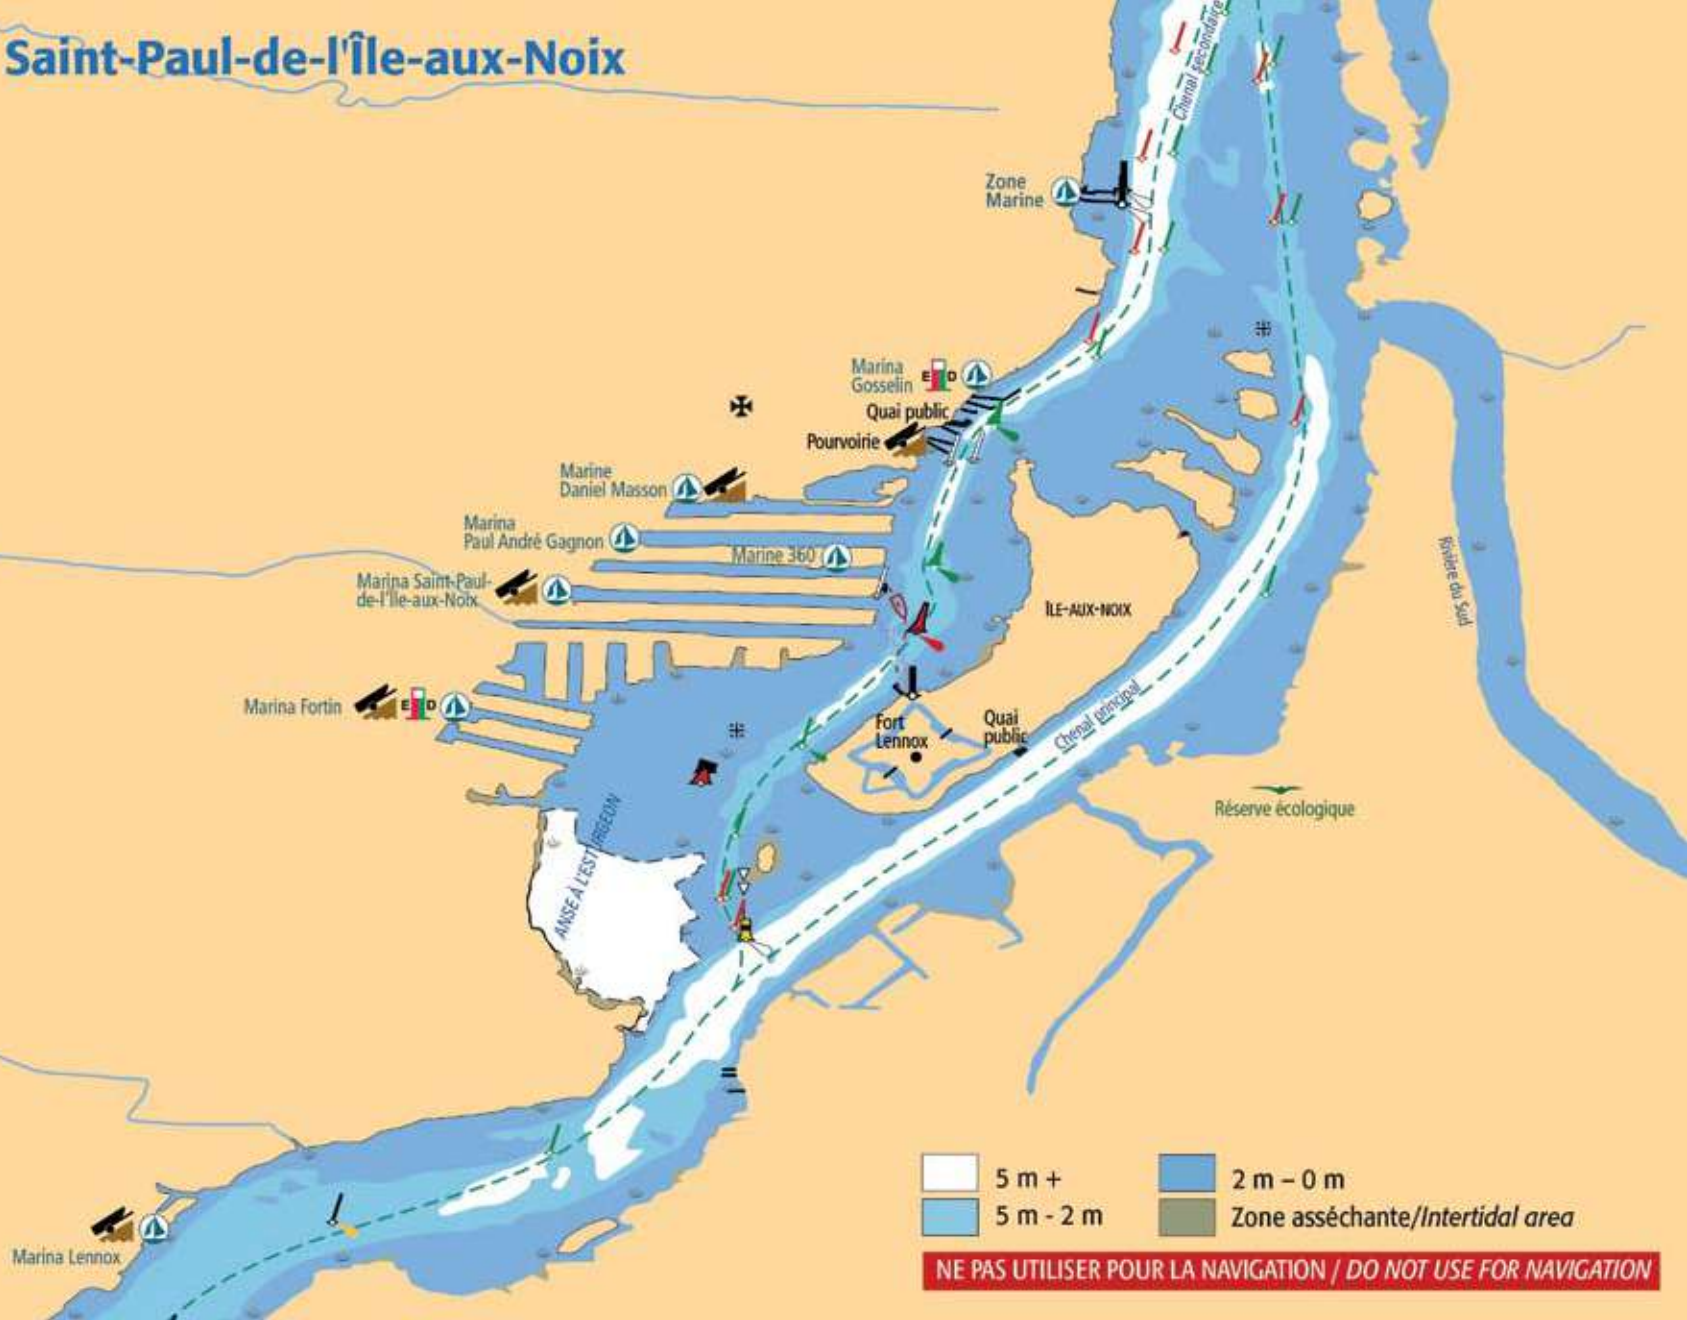 Saint-Paul-de-l'Île-aux-Noix
Chenal secondaire
Zone
Marine
Marina
Gosselin
E D
Quai public
Pourvoirie
Marine
Daniel Masson
Marina
Paul André Gagnon
Marine 360
Marina Saint-Paul-
de-l'Île-aux-Noix
ÎLE-AUX-NOIX
Rivière du Sud
Marina Fortin
E D
Fort
Lennox
Quai
public
Chenal principal
Réserve écologique
ANSE À L'ESTURGEON
Marina Lennox
5 m +
2 m – 0 m
5 m - 2 m
Zone asséchante/Intertidal area
NE PAS UTILISER POUR LA NAVIGATION / DO NOT USE FOR NAVIGATION